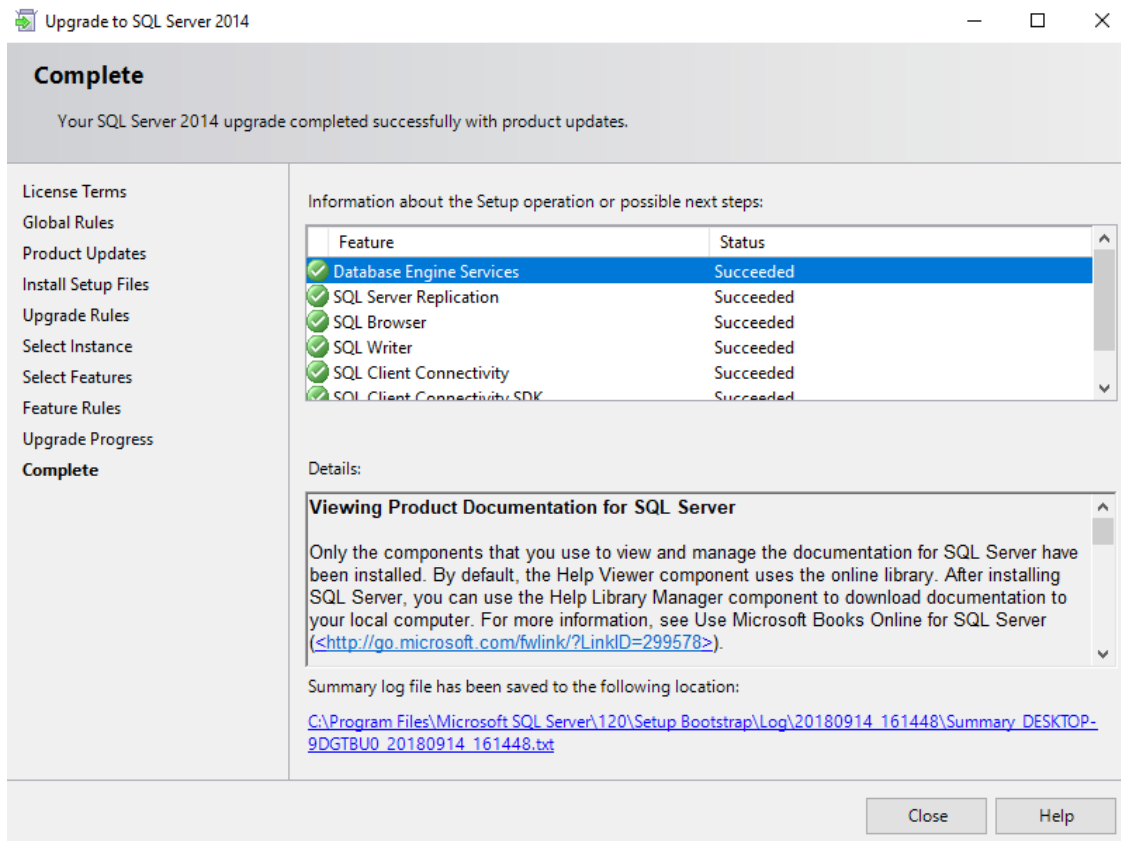 Upgrade to SQL Server 2014
Complete
Your SQL Server 2014 upgrade completed successfully with product updates.
License Terms
Global Rules
Product Updates
Install Setup Files
Upgrade Rules
Select Instance
Select Features
Feature Rules
Upgrade Progress
Complete
Information about the Setup operation or possible next steps:
Feature Status
Database Engine Services Succeeded
SQL Server Replication Succeeded
SQL Browser Succeeded
SQL Writer Succeeded
SQL Client Connectivity Succeeded
SQL Client Connectivity SDK Succeeded
Details:
Viewing Product Documentation for SQL Server
Only the components that you use to view and manage the documentation for SQL Server have
been installed. By default, the Help Viewer component uses the online library. After installing
SQL Server, you can use the Help Library Manager component to download documentation to
your local computer. For more information, see Use Microsoft Books Online for SQL Server
(<http://go.microsoft.com/fwlink/?LinkID=299578>).
Summary log file has been saved to the following location:
C:\Program Files\Microsoft SQL Server\120\Setup Bootstrap\Log\20180914_161448\Summary_DESKTOP-
9DGTBU0_20180914_161448.txt
Close Help